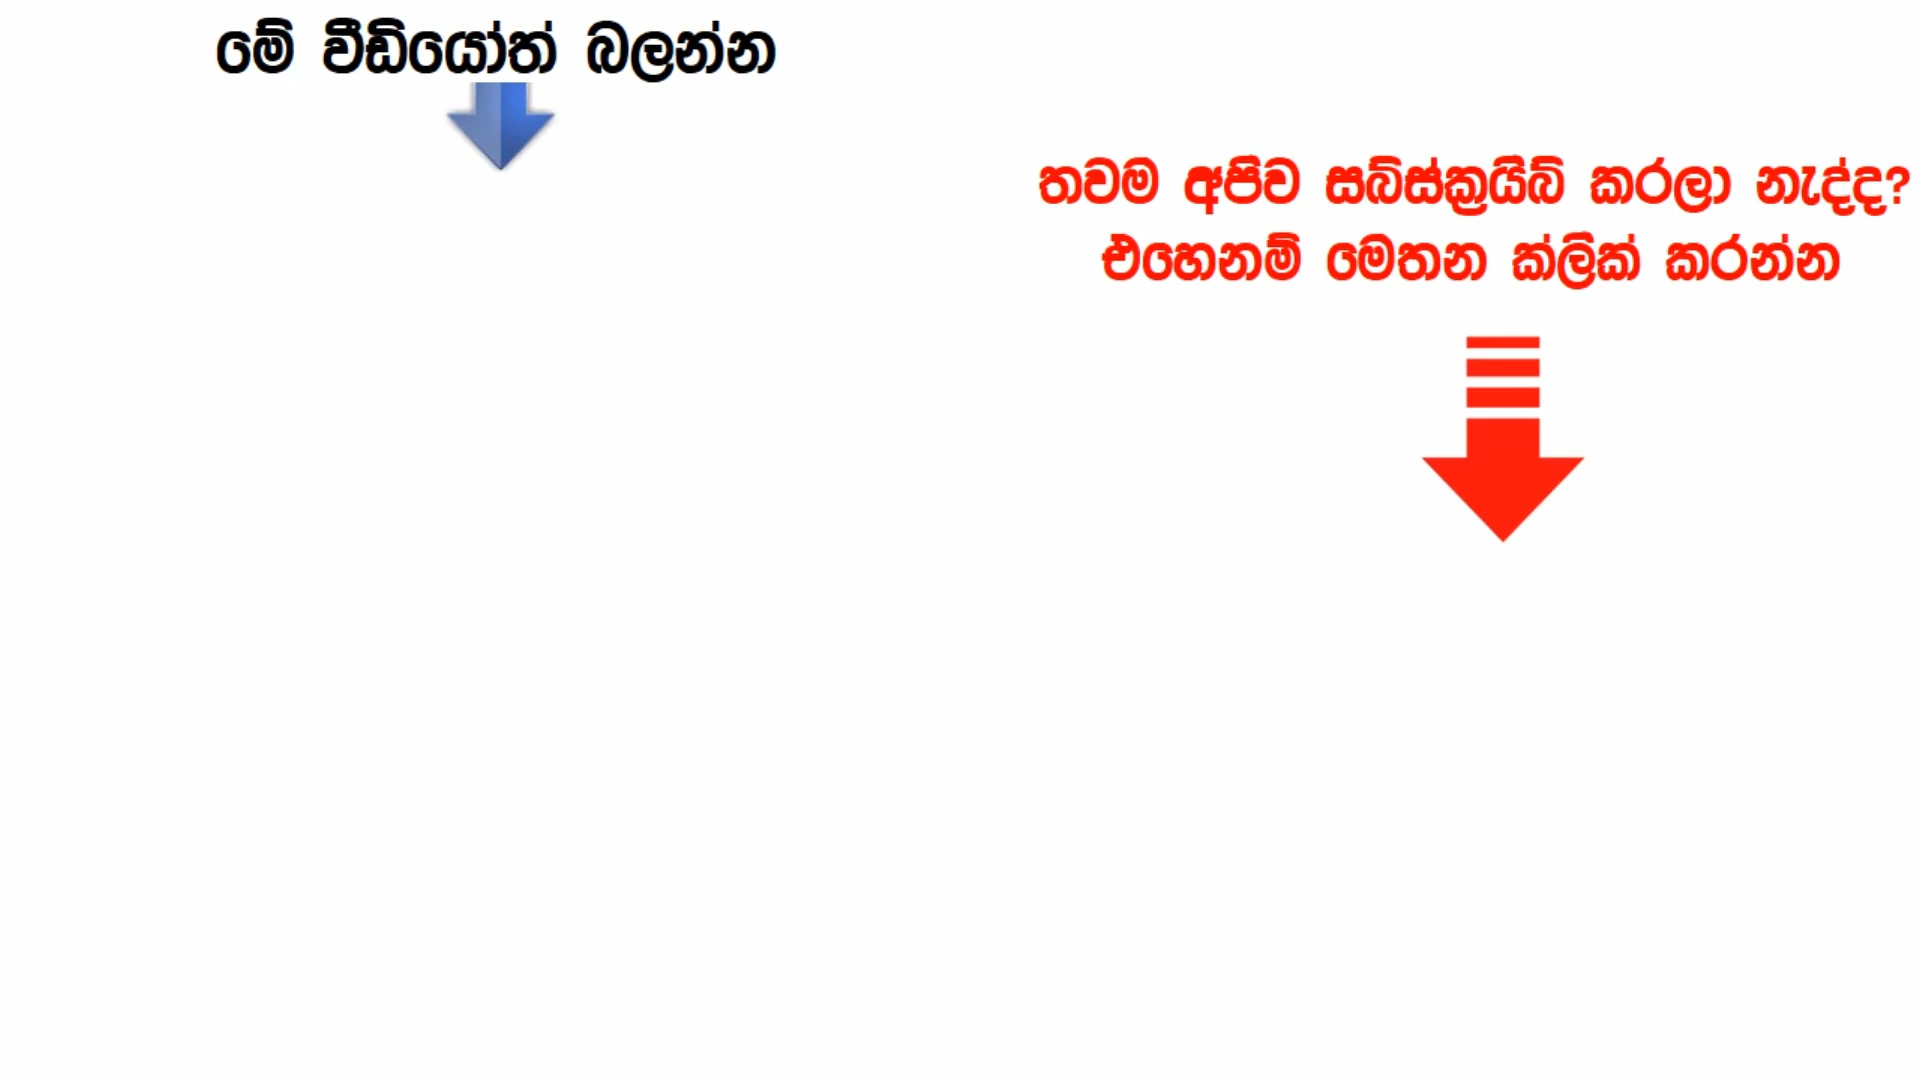 මේ වීඩියෝත් බලන්න
තවම අපිව සබ්ස්ක්‍රයිබ් කරලා නැද්ද?
එහෙනම් මෙතන ක්ලික් කරන්න